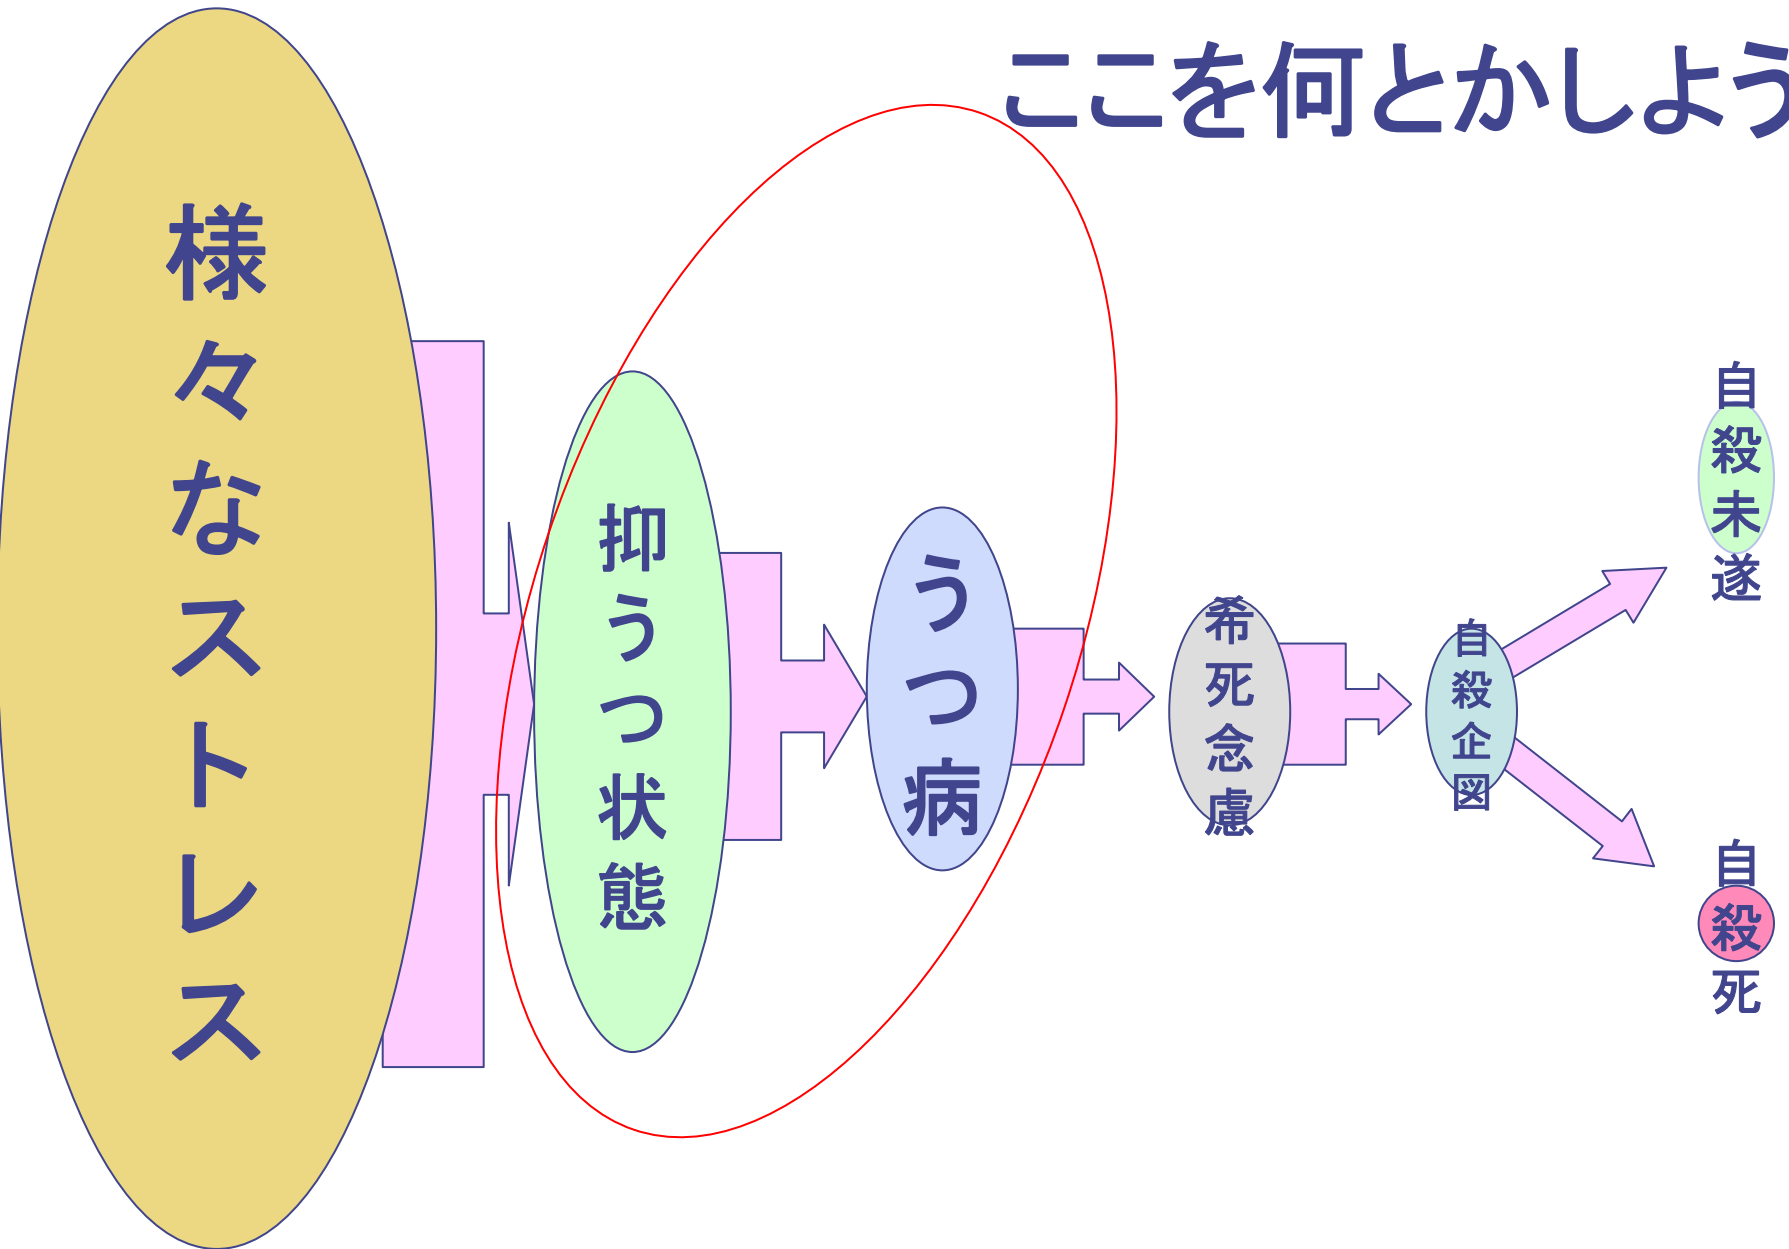 ここを何とかしよう
様々なストレス
抑うつ状態
うつ病
希死念慮
自殺企図
自殺未遂
自殺死